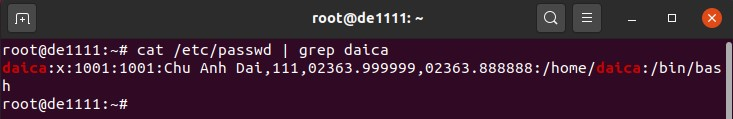 root@de1111: ~
root@de1111:~# cat /etc/passwd | grep daica
daica:x:1001:1001:Chu Anh Dai,111,02363.999999,02363.888888:/home/daica:/bin/bas
h
root@de1111:~#